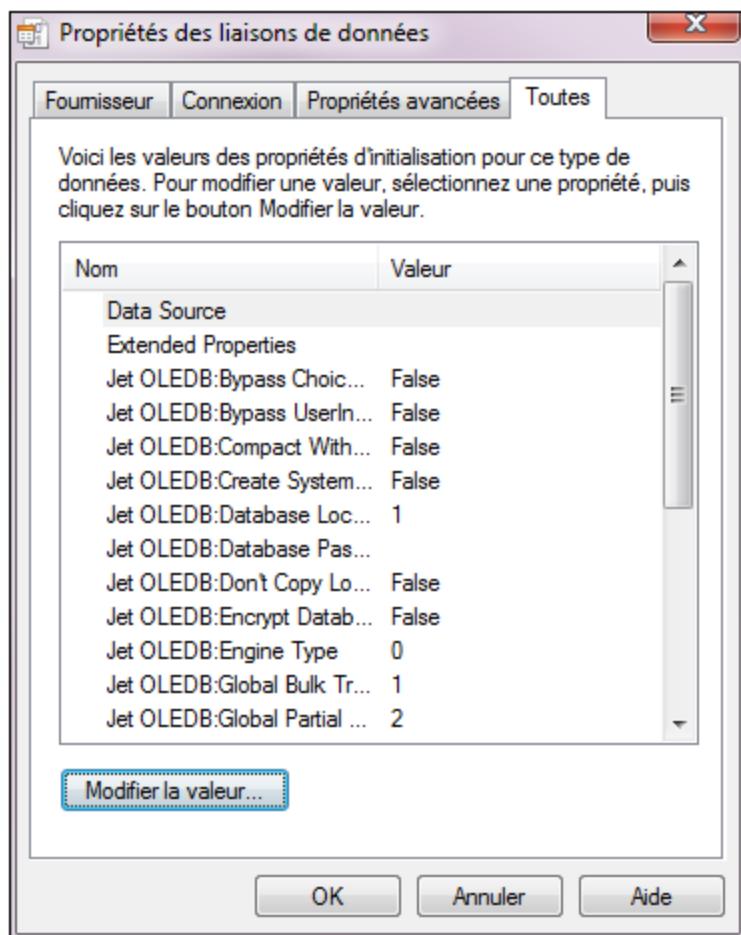 Propriétés des liaisons de données
Fournisseur Connexion Propriétés avancées Toutes
Voici les valeurs des propriétés d'initialisation pour ce type de
données. Pour modifier une valeur, sélectionnez une propriété, puis
cliquez sur le bouton Modifier la valeur.
Nom Valeur
Data Source
Extended Properties
Jet OLEDB:Bypass Choic... False
Jet OLEDB:Bypass UserIn... False
Jet OLEDB:Compact With... False
Jet OLEDB:Create System... False
Jet OLEDB:Database Loc... 1
Jet OLEDB:Database Pas...
Jet OLEDB:Don't Copy Lo... False
Jet OLEDB:Encrypt Datab... False
Jet OLEDB:Engine Type 0
Jet OLEDB:Global Bulk Tr... 1
Jet OLEDB:Global Partial ... 2
Modifier la valeur...
OK Annuler Aide